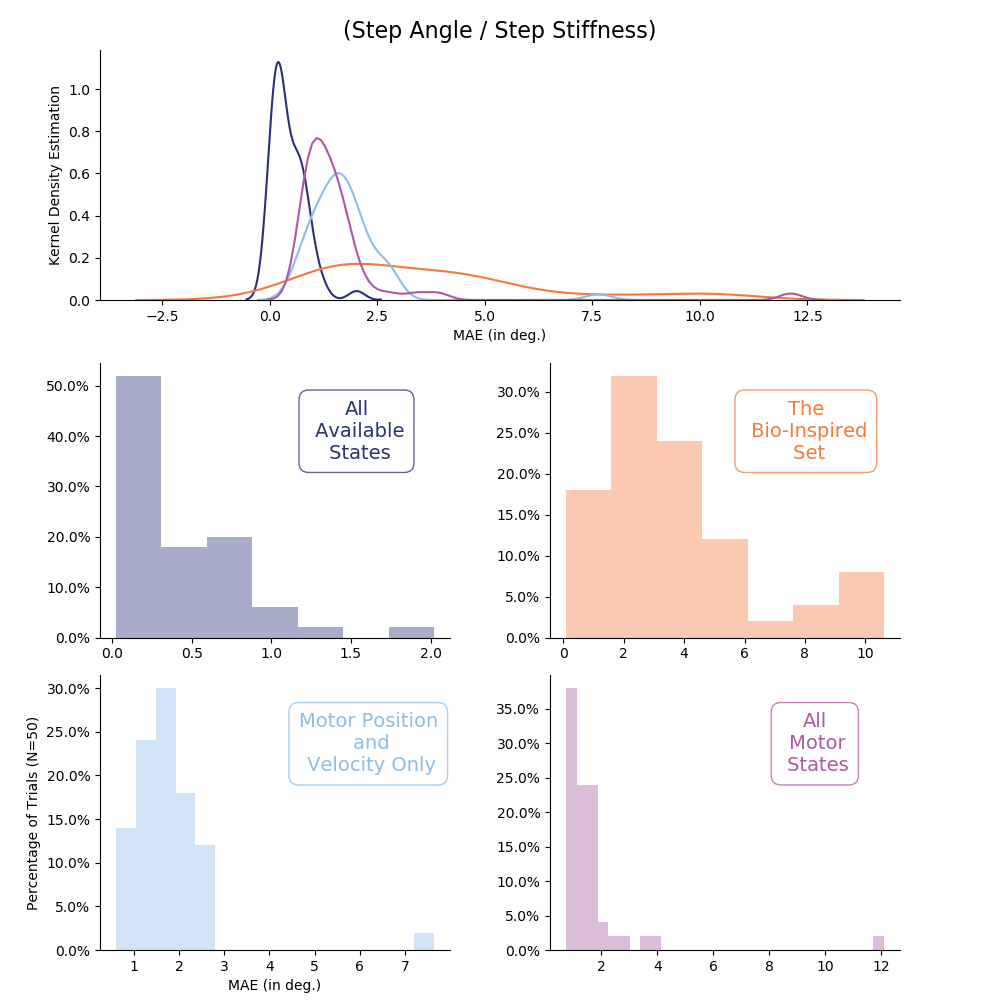 (Step Angle / Step Stiffness)
Kernel Density Estimation
1.0
0.8
0.6
0.4
0.2
0.0
−2.5 0.0 2.5 5.0 7.5 10.0 12.5
MAE (in deg.)
50.0%
40.0%
30.0%
20.0%
10.0%
0.0%
0.0 0.5 1.0 1.5 2.0
All
Available
States
30.0%
25.0%
20.0%
15.0%
10.0%
5.0%
0.0%
0 2 4 6 8 10
The
Bio-Inspired
Set
Percentage of Trials (N=50)
30.0%
25.0%
20.0%
15.0%
10.0%
5.0%
0.0%
1 2 3 4 5 6 7
MAE (in deg.)
Motor Position
and
Velocity Only
35.0%
30.0%
25.0%
20.0%
15.0%
10.0%
5.0%
0.0%
2 4 6 8 10 12
All
Motor
States